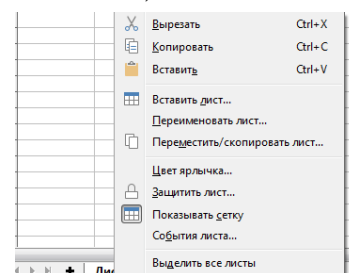 Вырезать Ctrl+X
Копировать Ctrl+C
Вставить Ctrl+V
Вставить лист...
Переименовать лист...
Переместить/скопировать лист...
Цвет ярлычка...
Защитить лист...
Показывать сетку
События листа...
Выделить все листы